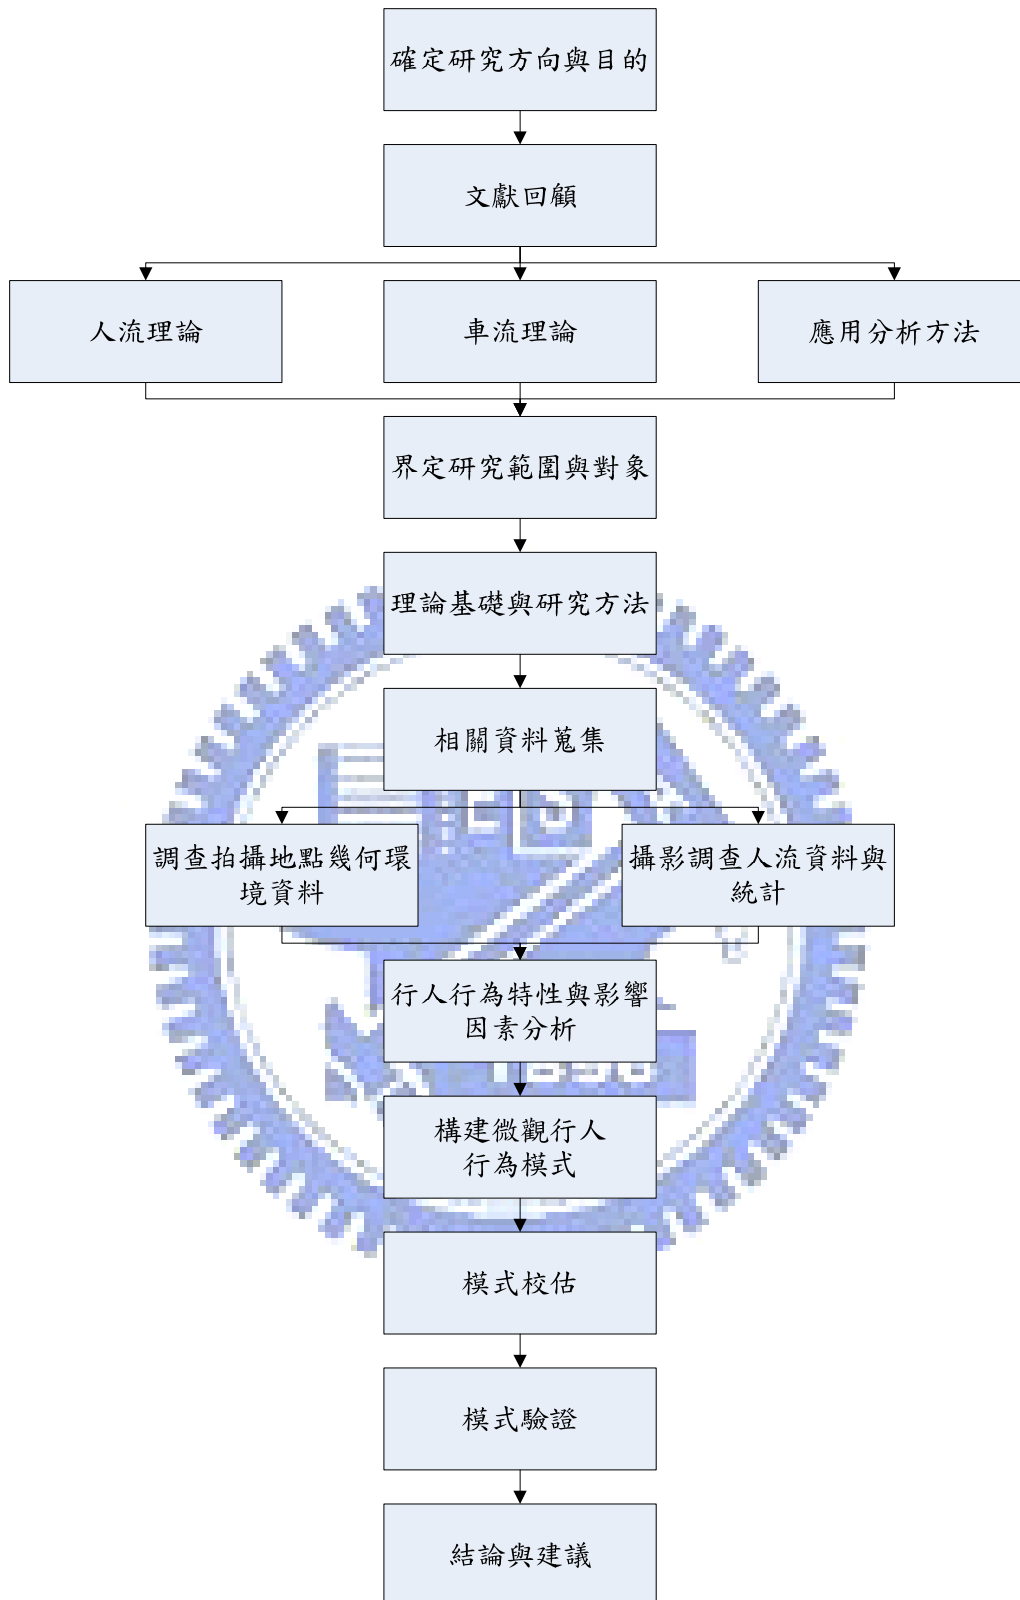 確定研究方向與目的
文獻回顧
人流理論
車流理論
應用分析方法
界定研究範圍與對象
理論基礎與研究方法
相關資料蒐集
調查拍攝地點幾何環
境資料
攝影調查人流資料與
統計
行人行為特性與影響
因素分析
構建微觀行人
行為模式
模式校估
模式驗證
結論與建議